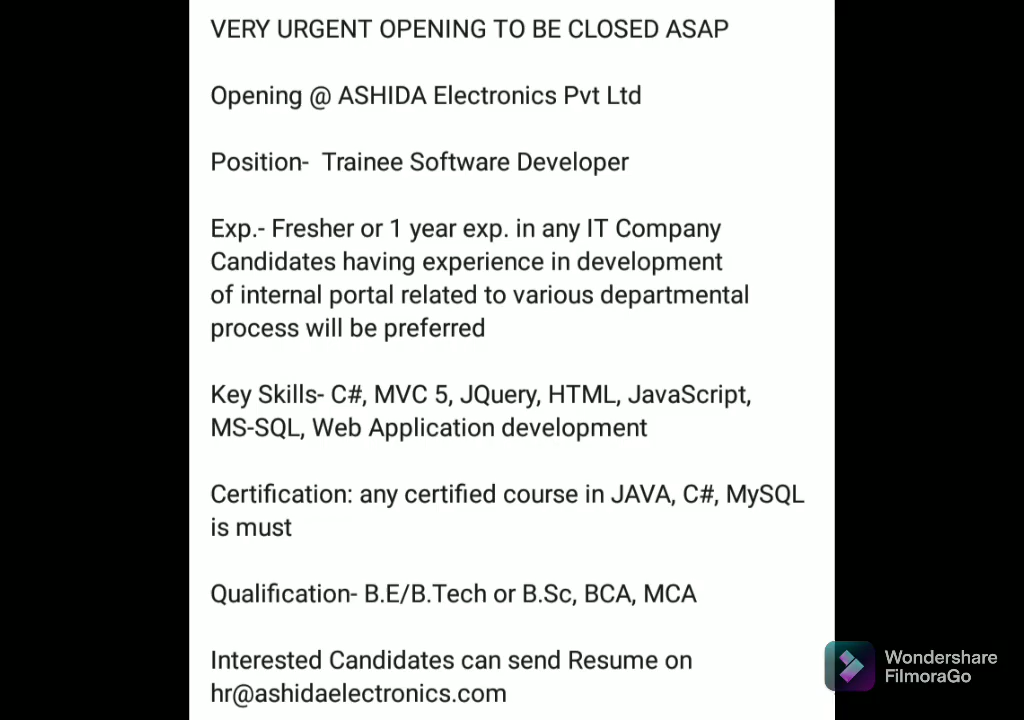 VERY URGENT OPENING TO BE CLOSED ASAP
Opening @ ASHIDA Electronics Pvt Ltd
Position- Trainee Software Developer
Exp.- Fresher or 1 year exp. in any IT Company
Candidates having experience in development
of internal portal related to various departmental
process will be preferred
Key Skills- C#, MVC 5, JQuery, HTML, JavaScript,
MS-SQL, Web Application development
Certification: any certified course in JAVA, C#, MySQL
is must
Qualification- B.E/B.Tech or B.Sc, BCA, MCA
Interested Candidates can send Resume on
hr@ashidaelectronics.com
Wondershare
FilmoraGo